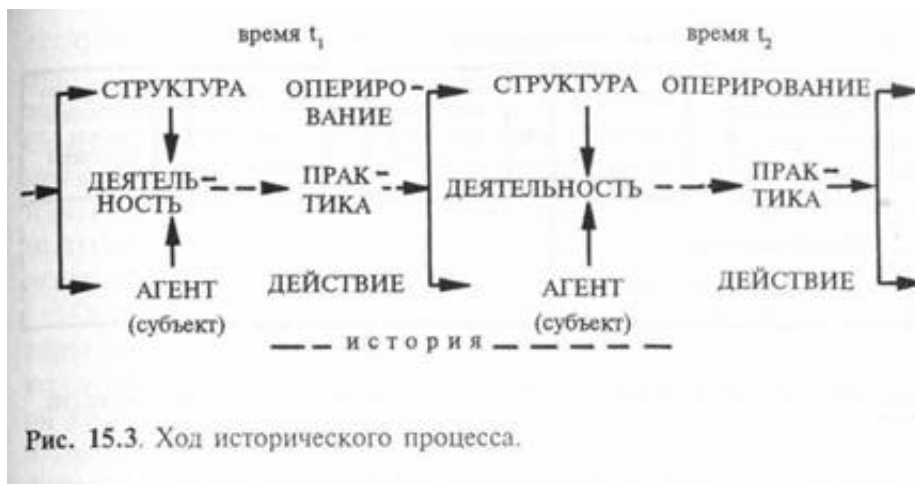 время t₁ время t₂
СТРУКТУРА ОПЕРИРО- СТРУКТУРА ОПЕРИРОВАНИЕ
ВАНИЕ
ДЕЯТЕЛЬ- ПРАК- ДЕЯТЕЛЬНОСТЬ ПРАК-
НОСТЬ ТИКА ТИКА
АГЕНТ ДЕЙСТВИЕ АГЕНТ ДЕЙСТВИЕ
(субъект) (субъект)
история
Рис. 15.3. Ход исторического процесса.